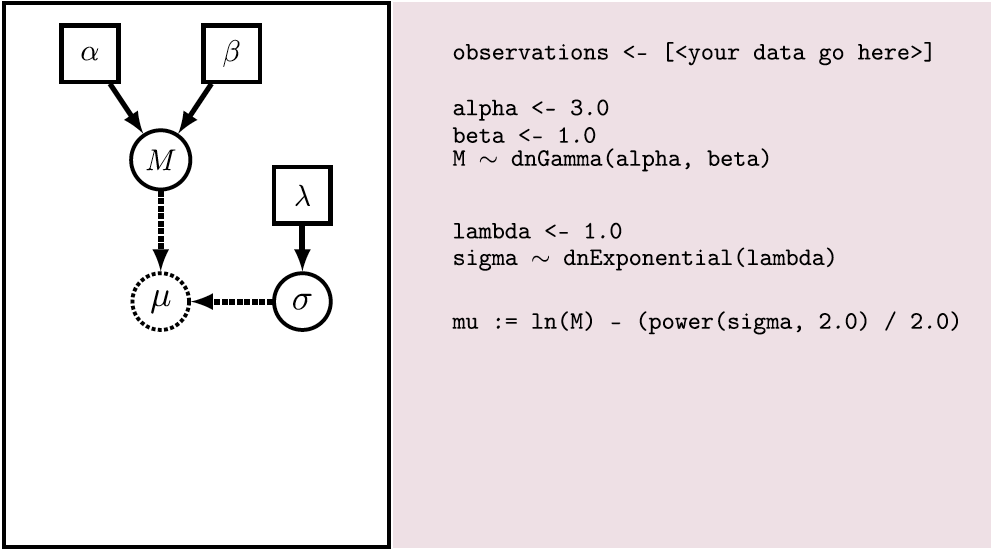 α β
M
λ
μ σ
observations <- [<your data go here>]
alpha <- 3.0
beta <- 1.0
M ∼ dnGamma(alpha, beta)
lambda <- 1.0
sigma ∼ dnExponential(lambda)
mu := ln(M) - (power(sigma, 2.0) / 2.0)